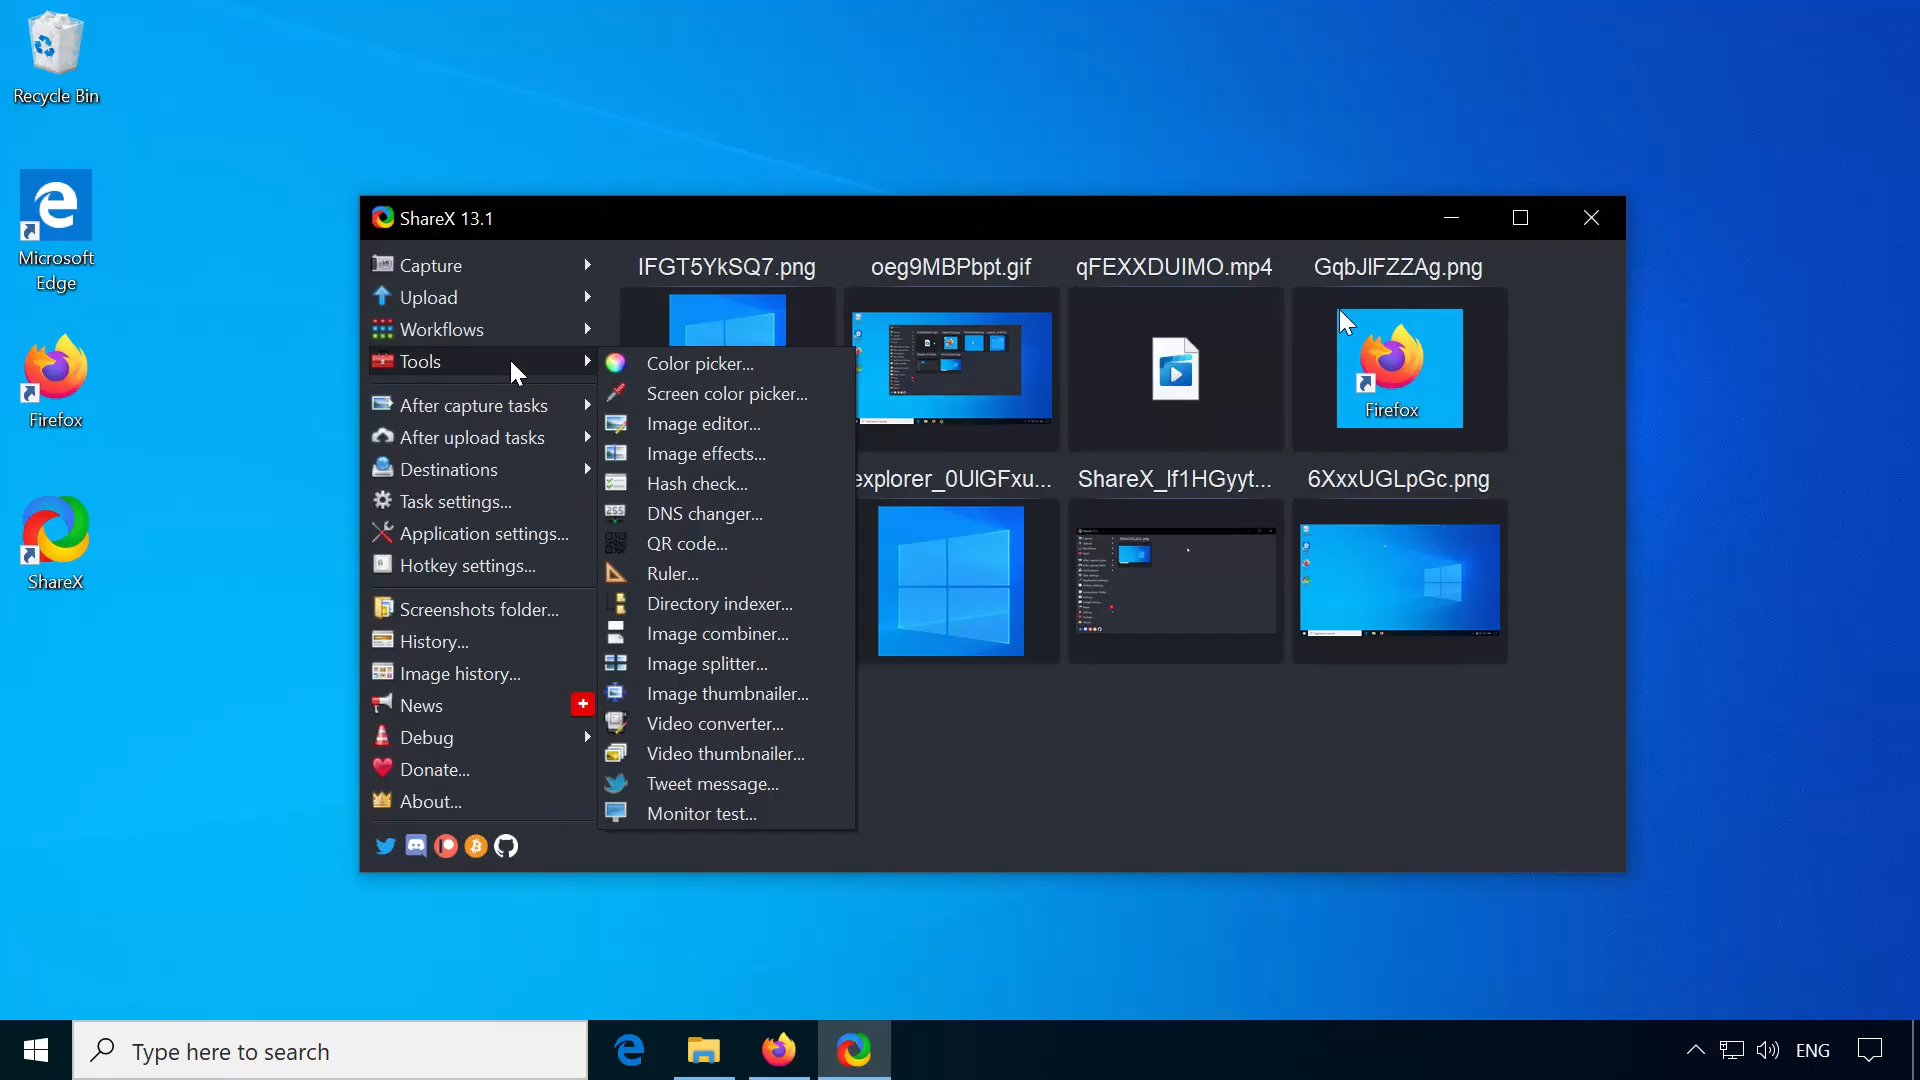 Recycle Bin
Microsoft
Edge
Firefox
ShareX
ShareX 13.1
Capture
Upload
Workflows
Tools
After capture tasks
After upload tasks
Destinations
Task settings...
Application settings...
Hotkey settings...
Screenshots folder...
History...
Image history...
News
Debug
Donate...
About...
Color picker...
Screen color picker...
Image editor...
Image effects...
Hash check...
DNS changer...
QR code...
Ruler...
Directory indexer...
Image combiner...
Image splitter...
Image thumbnailer...
Video converter...
Video thumbnailer...
Tweet message...
Monitor test...
IFGT5YkSQ7.png
oeg9MBPbpt.gif
qFEXXDUIMO.mp4
GqbJlFZZAg.png
Firefox
explorer_0UlGFxu...
ShareX_lf1HGyyt...
6XxxUGLpGc.png
Type here to search
ENG